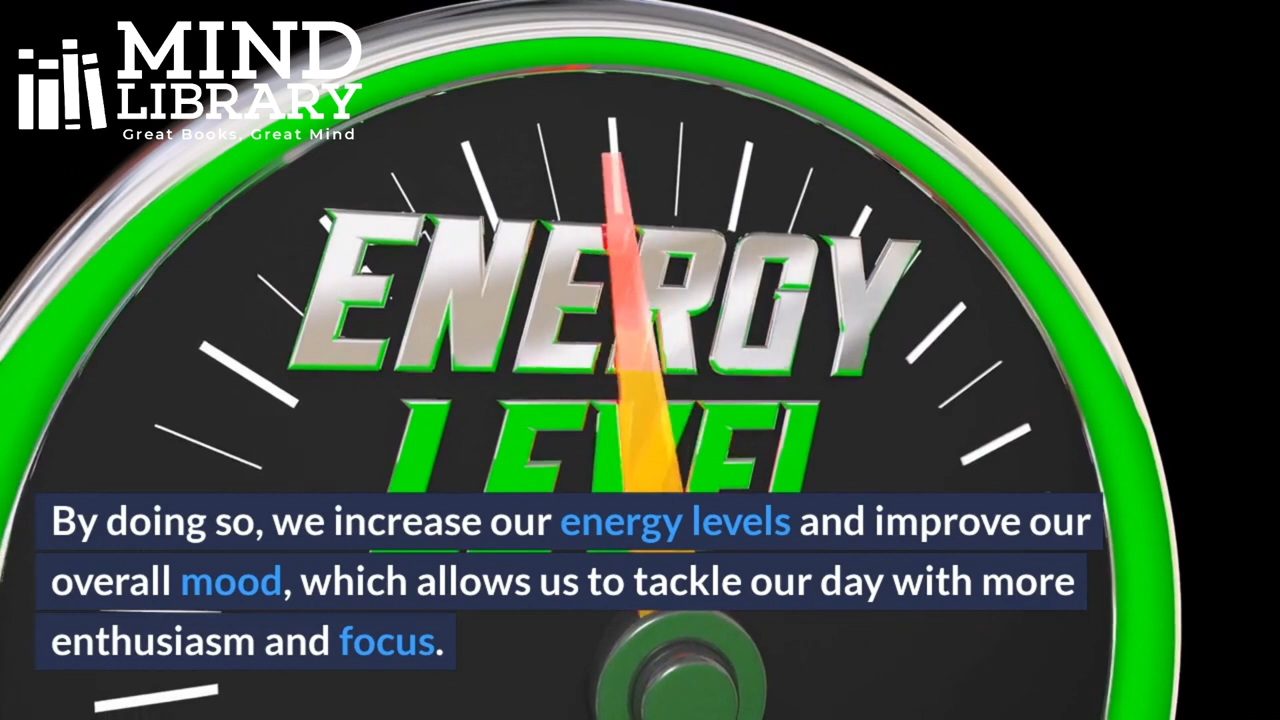 MIND
LIBRARY
Great Books, Great Mind
ENERGY
LEVEL
By doing so, we increase our energy levels and improve our
overall mood, which allows us to tackle our day with more
enthusiasm and focus.